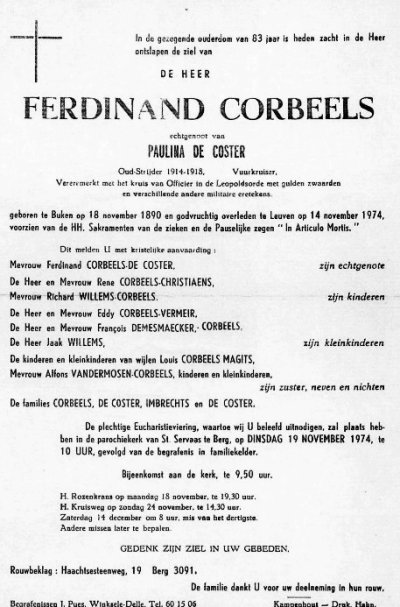 In de gezegende ouderdom van 83 jaar is heden zacht in de Heer
ontslapen de ziel van
DE HEER
FERDINAND CORBEELS
echtgenoot van
PAULINA DE COSTER
Oud-Strijder 1914-1918, Vuurkruiser,
Vereremerkt met het kruis van Officier in de Leopoldsorde met gulden zwaarden
en verschillende andere militaire eretekens.
geboren te Buken op 18 november 1890 en godvruchtig overleden te Leuven op 14 november 1974,
voorzien van de HH. Sakramenten van de zieken en de Pauselijke zegen "In Articulo Mortis."
Dit melden U met kristelijke aanvaarding :
Mevrouw Ferdinand CORBEELS-DE COSTER, zijn echtgenote
De Heer en Mevrouw Rene CORBEELS-CHRISTIAENS,
Mevrouw Richard WILLEMS-CORBEELS, zijn kinderen
De Heer en Mevrouw Eddy CORBEELS-VERMEIR,
De Heer en Mevrouw François DEMESMAECKER,-CORBEELS,
De Heer Jaak WILLEMS, zijn kleinkinderen
De kinderen en kleinkinderen van wijlen Louis CORBEELS MAGITS,
Mevrouw Alfons VANDERMOSEN-CORBEELS, kinderen en kleinkinderen,
zijn zuster, neven en nichten
De families CORBEELS, DE COSTER, IMBRECHTS en DE COSTER.
De plechtige Eucharistieviering, waartoe wij U beleefd uitnodigen, zal plaats heb-
ben in de parochiekerk van St. Servaas te Berg, op DINSDAG 19 NOVEMBER 1974, te
10 UUR, gevolgd van de begrafenis in familiekelder.
Bijeenkomst aan de kerk, te 9,50 uur.
H. Rozenkrans op maandag 18 november, te 19,30 uur.
H. Kruisweg op zondag 24 november, te 14,30 uur.
Zaterdag 14 december om 8 uur, mis van het dertigste.
Andere missen later te bepalen.
GEDENK ZIJN ZIEL IN UW GEBEDEN.
Rouwbeklag : Haachtsesteenweg, 19 Berg 3091.
De familie dankt U voor uw deelneming in hun rouw.
Begrafenissen J. Pues, Winksele-Delle. Tel. 60 15 06 Kampenhout — Druk. Hahn.